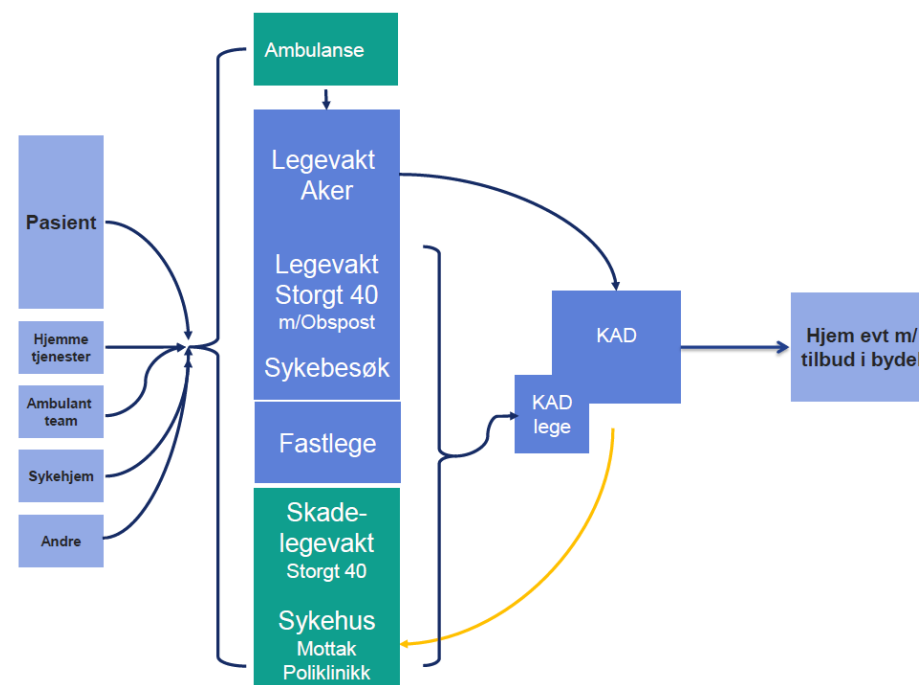 Ambulanse
Pasient
Hjemme
tjenester
Ambulant
team
Sykehjem
Andre
Legevakt
Aker
Legevakt
Storgt 40
m/Obspost
Sykebesøk
Fastlege
Skade-
legevakt
Storgt 40
Sykehus
Mottak
Poliklinikk
KAD
KAD
lege
Hjem evt m/
tilbud i bydel